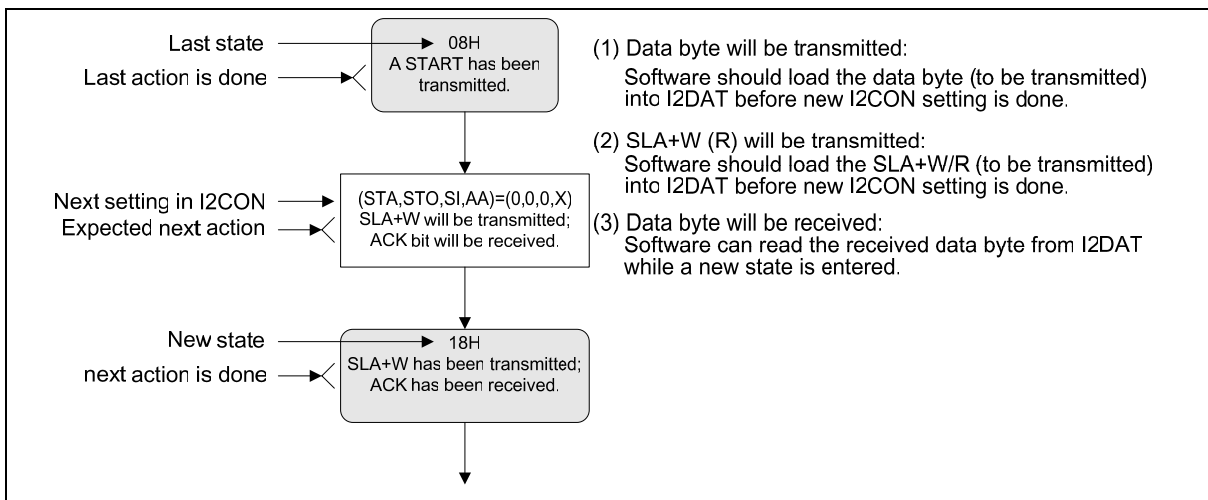 Last state
08H
Last action is done
A START has been
transmitted.
Next setting in I2CON
(STA,STO,SI,AA)=(0,0,0,X)
Expected next action
SLA+W will be transmitted;
ACK bit will be received.
New state
18H
next action is done
SLA+W has been transmitted;
ACK has been received.
(1) Data byte will be transmitted:
Software should load the data byte (to be transmitted)
into I2DAT before new I2CON setting is done.
(2) SLA+W (R) will be transmitted:
Software should load the SLA+W/R (to be transmitted)
into I2DAT before new I2CON setting is done.
(3) Data byte will be received:
Software can read the received data byte from I2DAT
while a new state is entered.